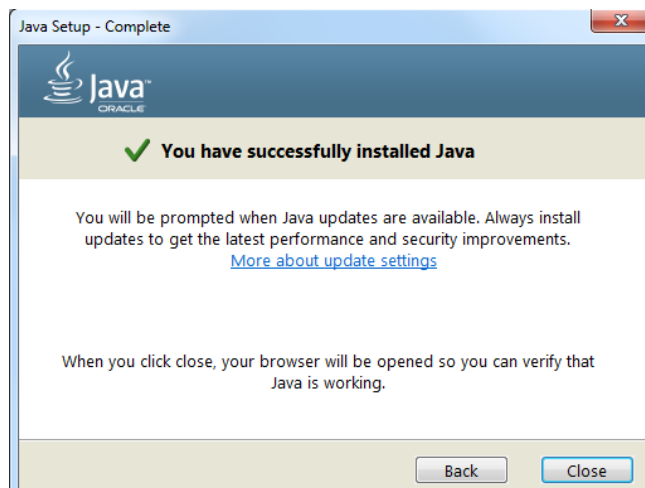 Java Setup - Complete
Java™
ORACLE
You have successfully installed Java
You will be prompted when Java updates are available. Always install
updates to get the latest performance and security improvements.
More about update settings
When you click close, your browser will be opened so you can verify that
Java is working.
Back
Close